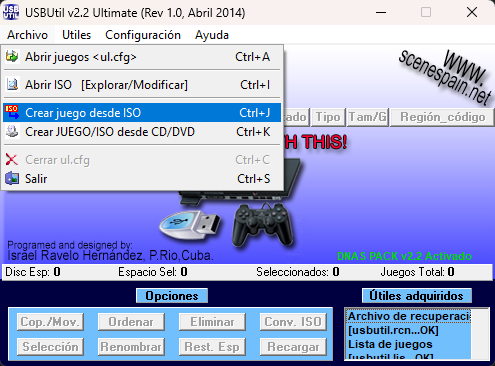 USB UTIL
USBUtil v2.2 Ultimate (Rev 1.0, Abril 2014)
Archivo Utiles Configuración Ayuda
Abrir juegos <ul.cfg> Ctrl+A
Abrir ISO [Explorar/Modificar] Ctrl+I
ISO Crear juego desde ISO Ctrl+J
Crear JUEGO/ISO desde CD/DVD Ctrl+K
Cerrar ul.cfg Ctrl+C
Salir Ctrl+S
WWW.
scenespain.net
ado Tipo Tam/G Región_código
H THIS!
Programed and designed by:
Israel Ravelo Hernández, P.Rio,Cuba.
DNAS PACK v2.2 Activado
Disc Esp: 0 Espacio Sel: 0 Seleccionados: 0 Juegos Total: 0
Opciones
Útiles adquiridos
Cop./Mov. Ordenar Eliminar Conv. ISO
Selección Renombrar Rest. Esp Recargar
Archivo de recuperaci
[usbutil.rcn...OK]
Lista de juegos
[usbutil.lis...OK]